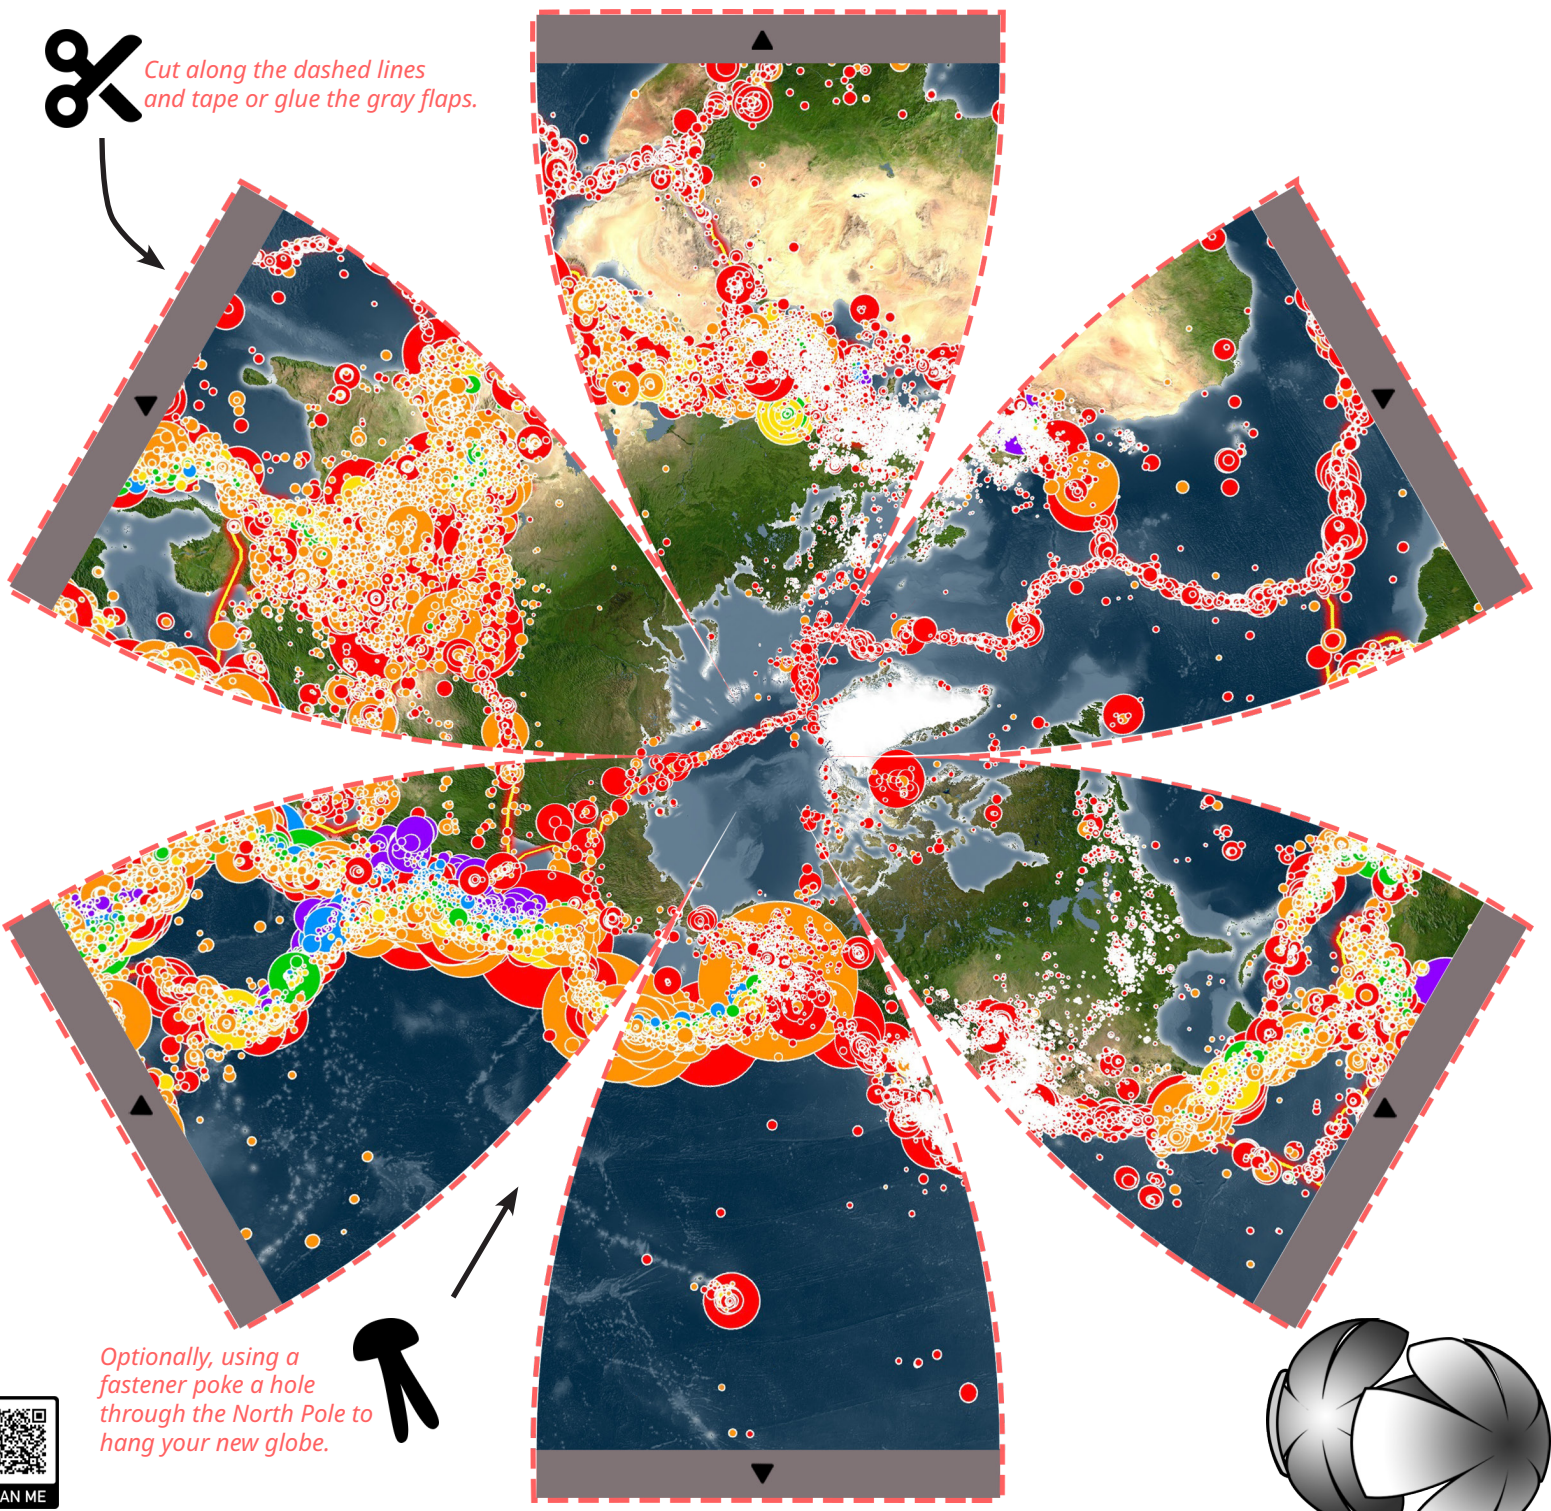 Cut along the dashed lines
and tape or glue the gray flaps.
Optionally, using a
fastener poke a hole
through the North Pole to
hang your new globe.
AN ME